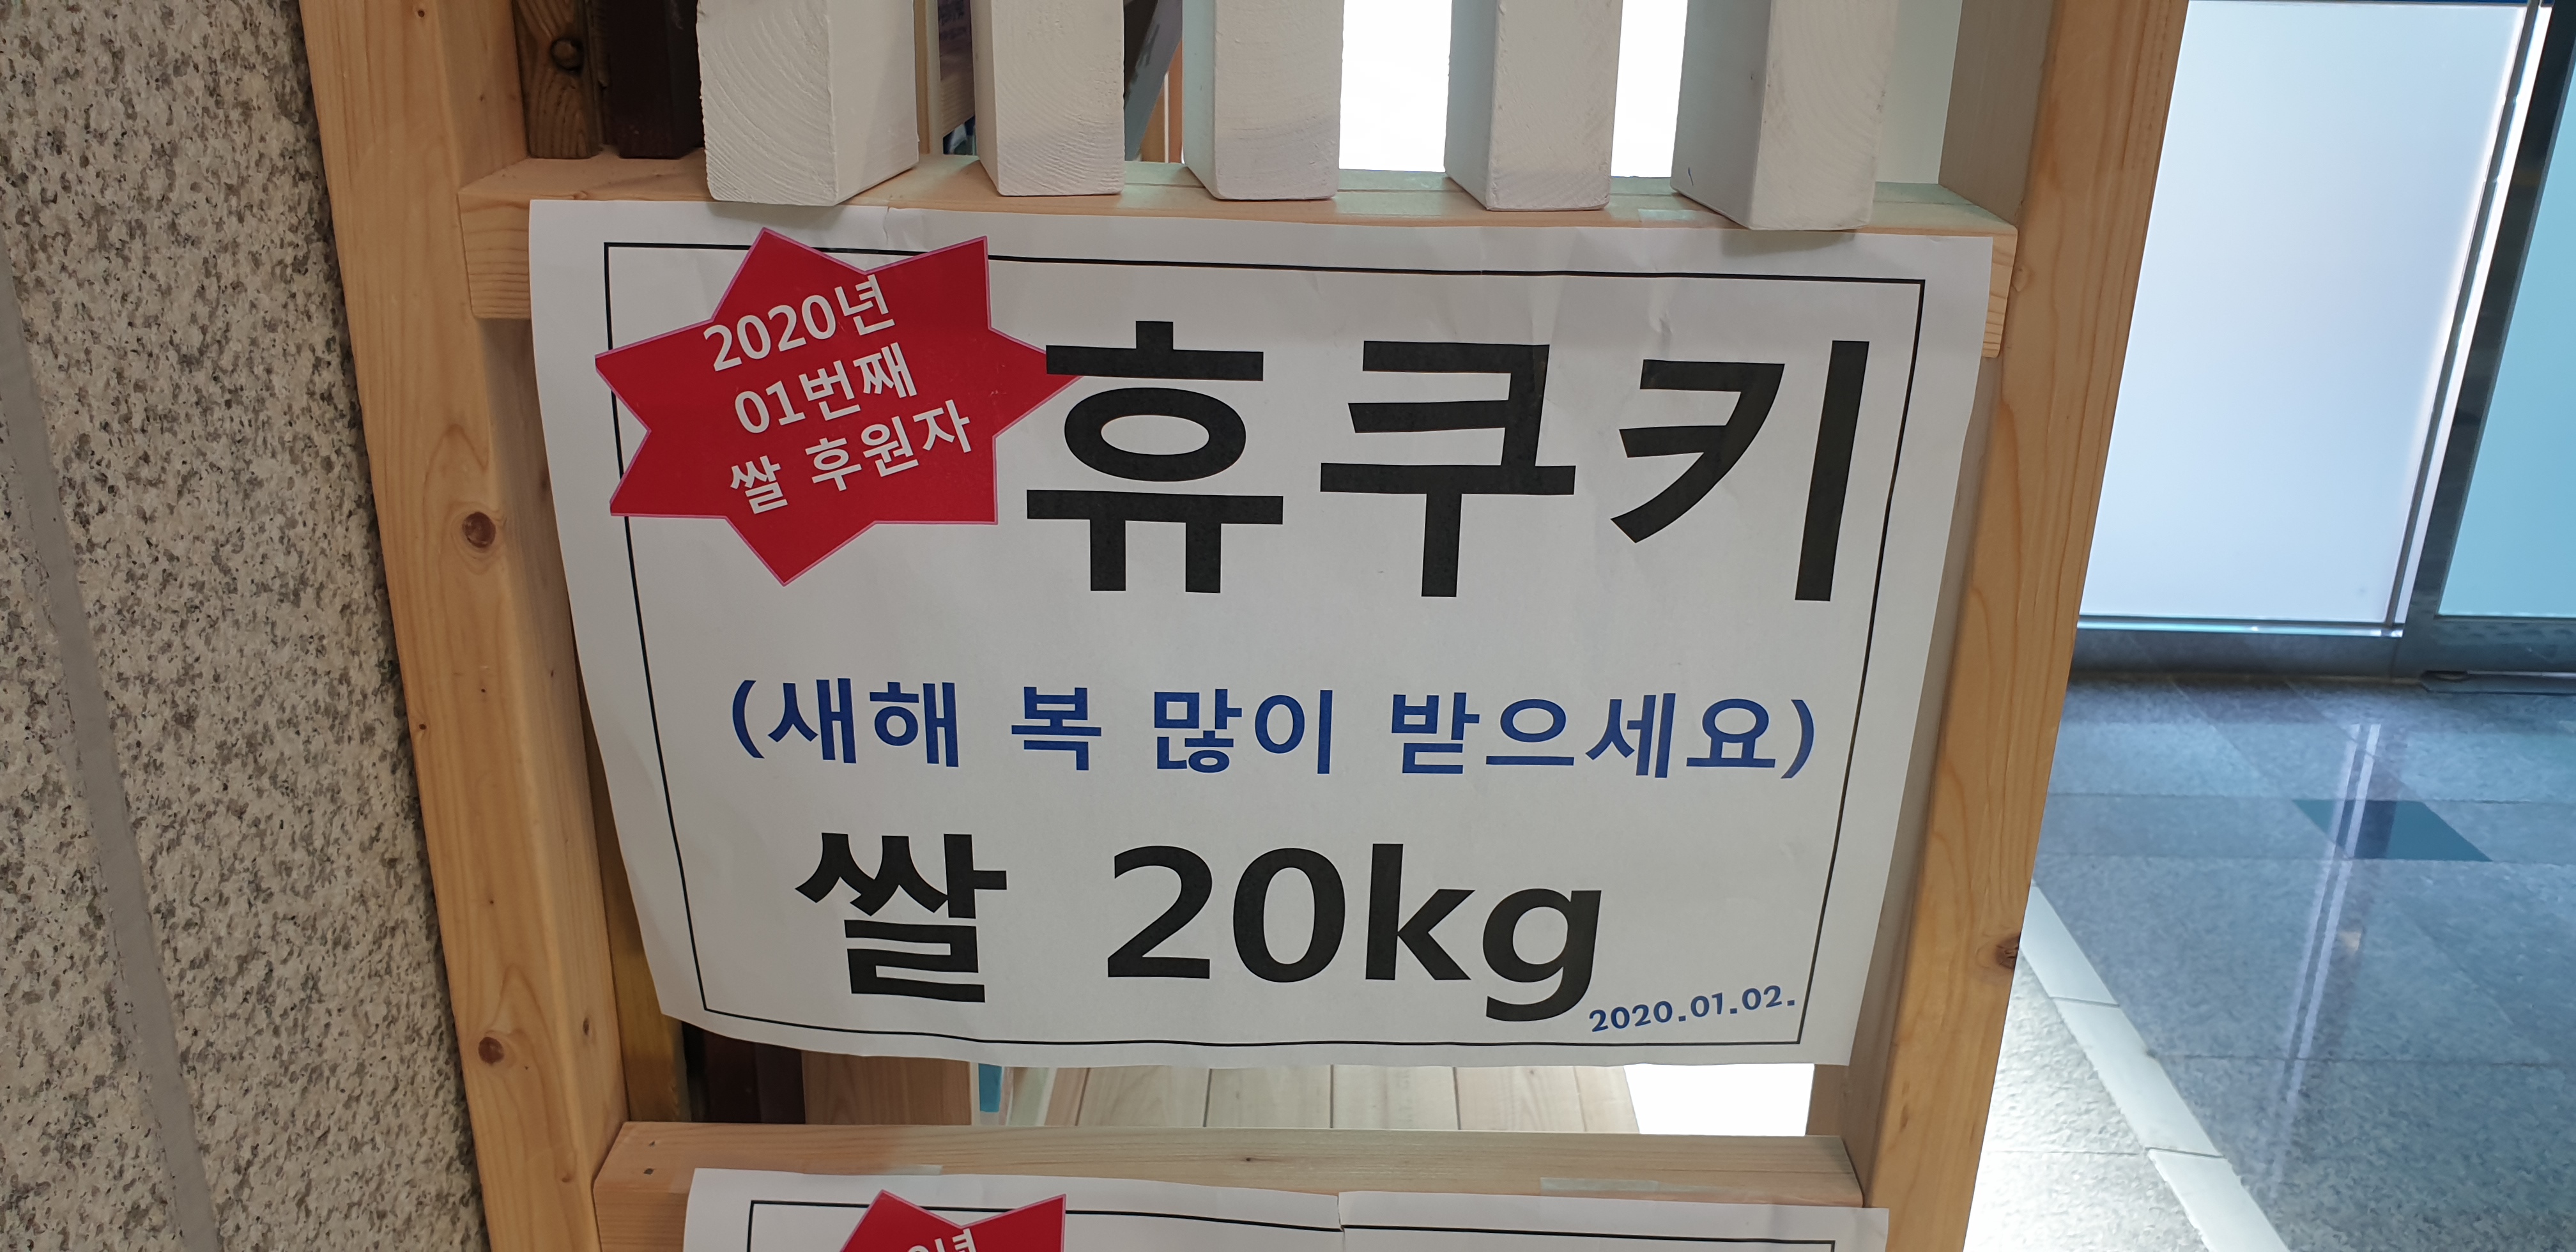 2020년
01번째
쌀 후원자
휴쿠키
(새해 복 많이 받으세요)
쌀 20kg
2020.01.02.